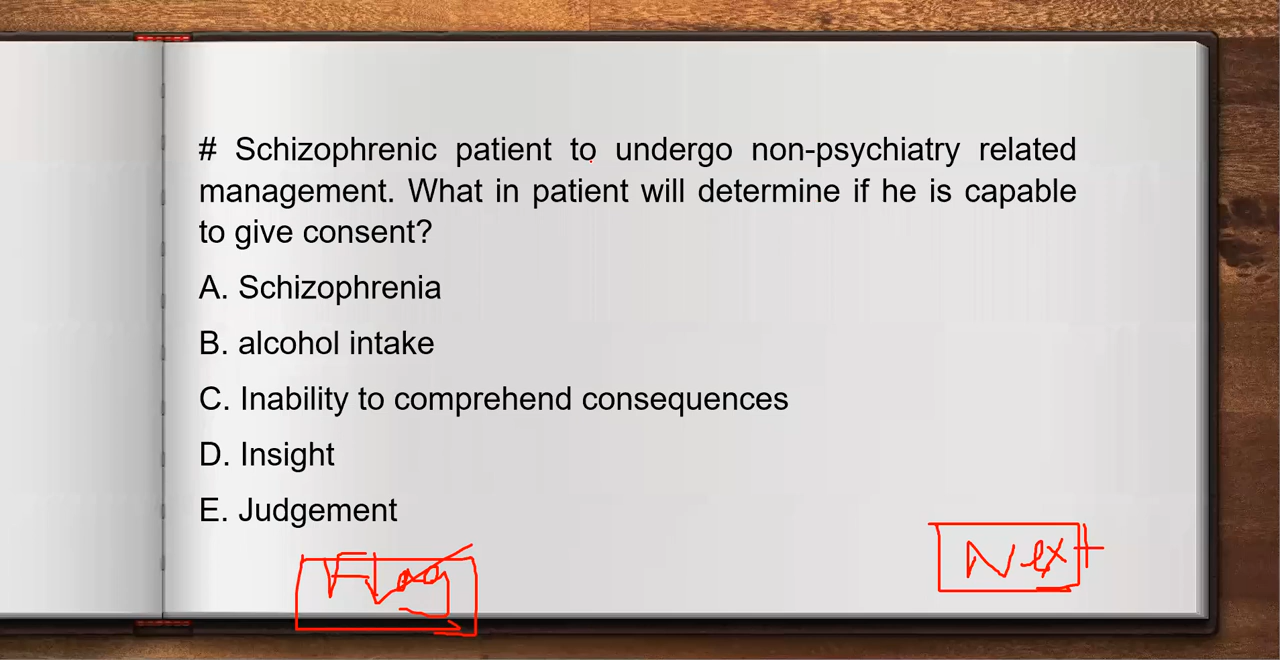 # Schizophrenic patient to undergo non-psychiatry related
management. What in patient will determine if he is capable
to give consent?
A. Schizophrenia
B. alcohol intake
C. Inability to comprehend consequences
D. Insight
E. Judgement
Flag
Next